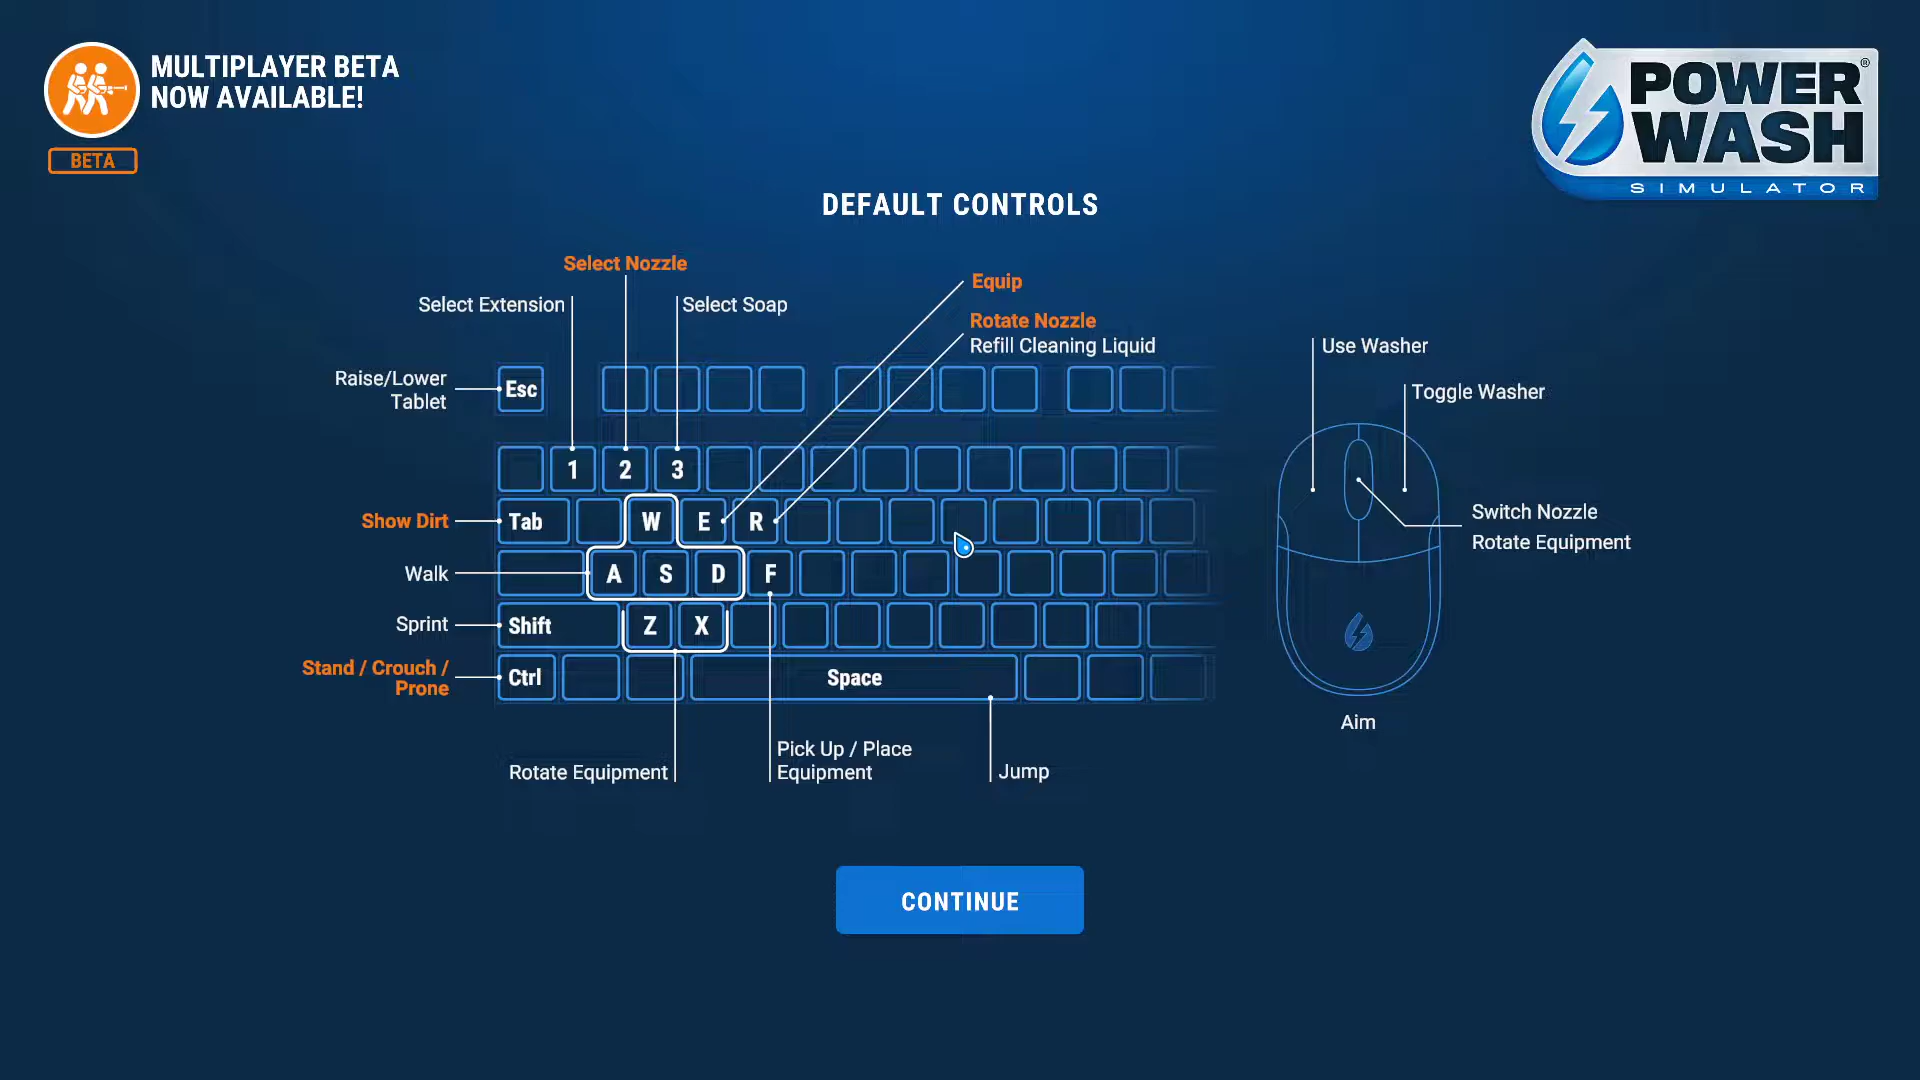 MULTIPLAYER BETA
NOW AVAILABLE!
BETA
POWER®
WASH
SIMULATOR
DEFAULT CONTROLS
Select Nozzle
Select Extension
Select Soap
Equip
Rotate Nozzle
Refill Cleaning Liquid
Raise/Lower
Tablet
Esc
1 2 3
Show Dirt
Tab W E R
Walk
A S D F
Sprint
Shift Z X
Stand / Crouch /
Prone
Ctrl Space
Rotate Equipment
Pick Up / Place
Equipment
Jump
Use Washer
Toggle Washer
Switch Nozzle
Rotate Equipment
Aim
CONTINUE